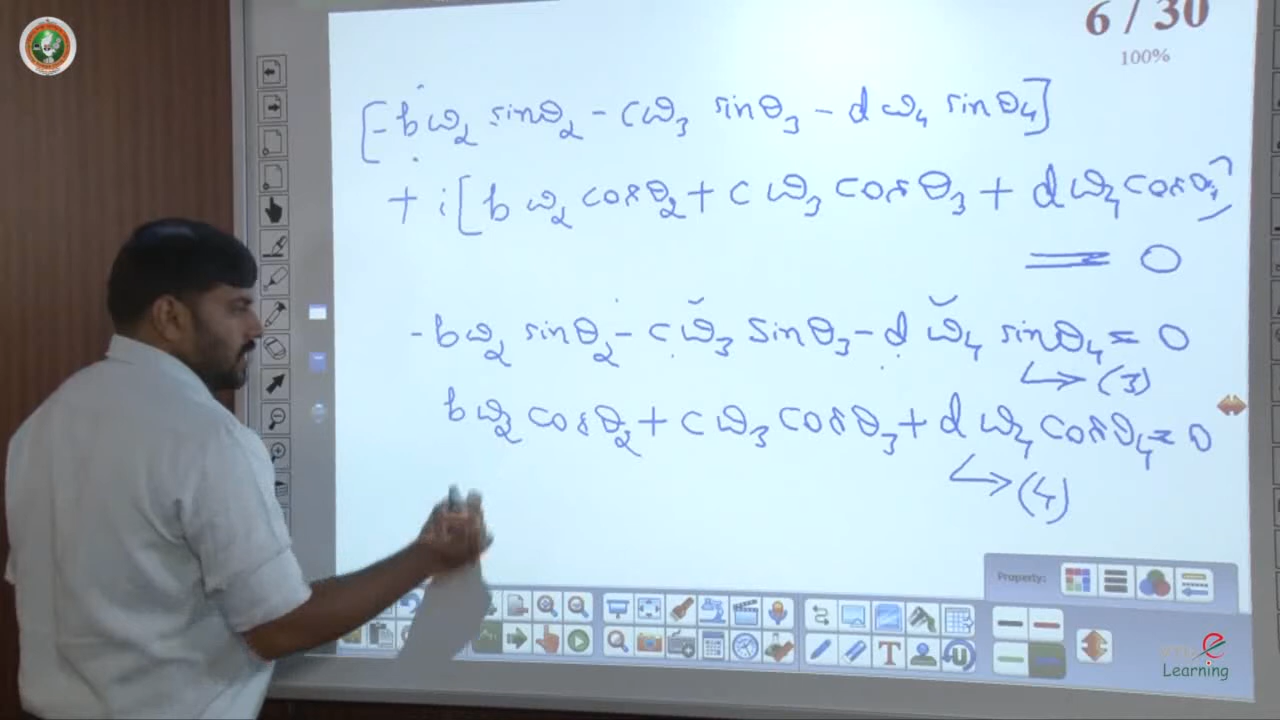 6 / 30
100%
[-bω₂ sinθ₂ - cω₃ sinθ₃ - dω₄ sinθ₄]
+ i[bω₂ cosθ₂ + cω₃ cosθ₃ + dω₄ cosθ₄]
= 0
-bω₂ sinθ₂ - cω₃ sinθ₃ - dω₄ sinθ₄ = 0
↳ (3)
bω₂ cosθ₂ + cω₃ cosθ₃ + dω₄ cosθ₄ = 0
↳ (4)
Property:
T
e
Learning